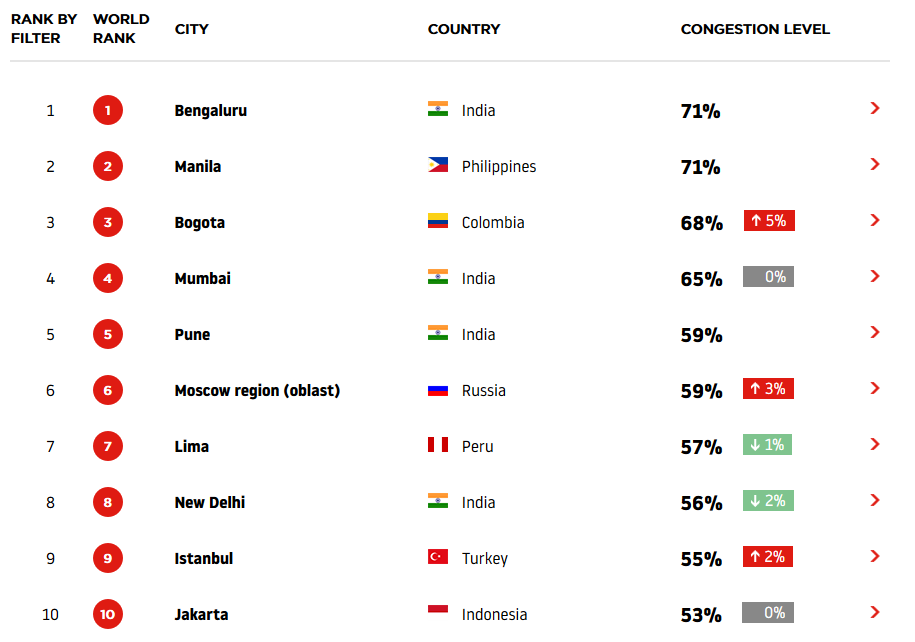 RANK BY FILTER WORLD RANK CITY COUNTRY CONGESTION LEVEL
1 1 Bengaluru India 71%
2 2 Manila Philippines 71%
3 3 Bogota Colombia 68% ↑ 5%
4 4 Mumbai India 65% 0%
5 5 Pune India 59%
6 6 Moscow region (oblast) Russia 59% ↑ 3%
7 7 Lima Peru 57% ↓ 1%
8 8 New Delhi India 56% ↓ 2%
9 9 Istanbul Turkey 55% ↑ 2%
10 10 Jakarta Indonesia 53% 0%